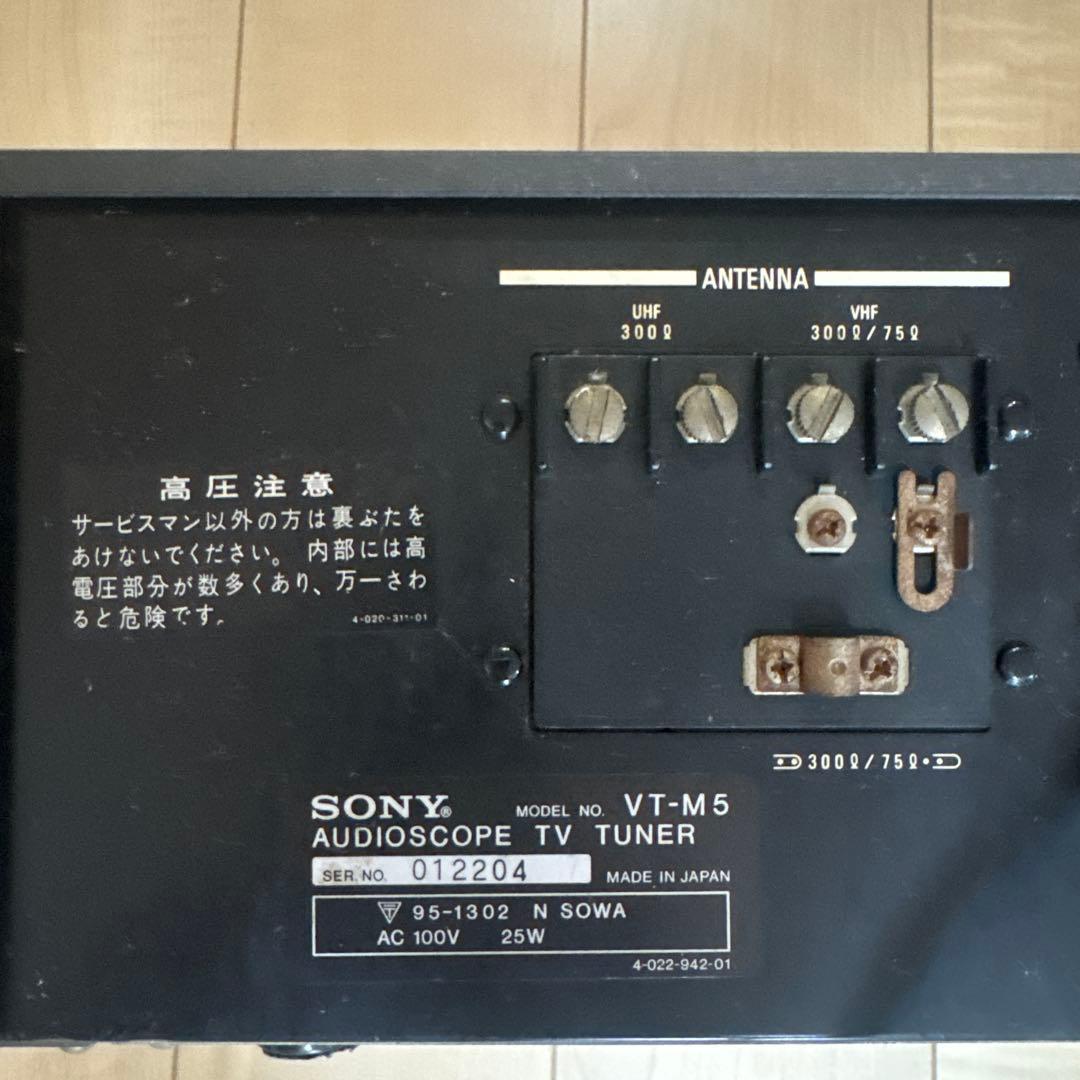 ANTENNA
UHF
300Ω
VHF
300Ω/75Ω
高圧注意
サービスマン以外の方は裏ぶたを
あけないでください。 内部には高
電圧部分が数多くあり、万一さわ
ると危険です。
4-020-311-01
300Ω/75Ω
SONY® MODEL NO. VT-M5
AUDIOSCOPE TV TUNER
SER. NO. 012204 MADE IN JAPAN
95-1302 N SOWA
AC 100V 25W
4-022-942-01